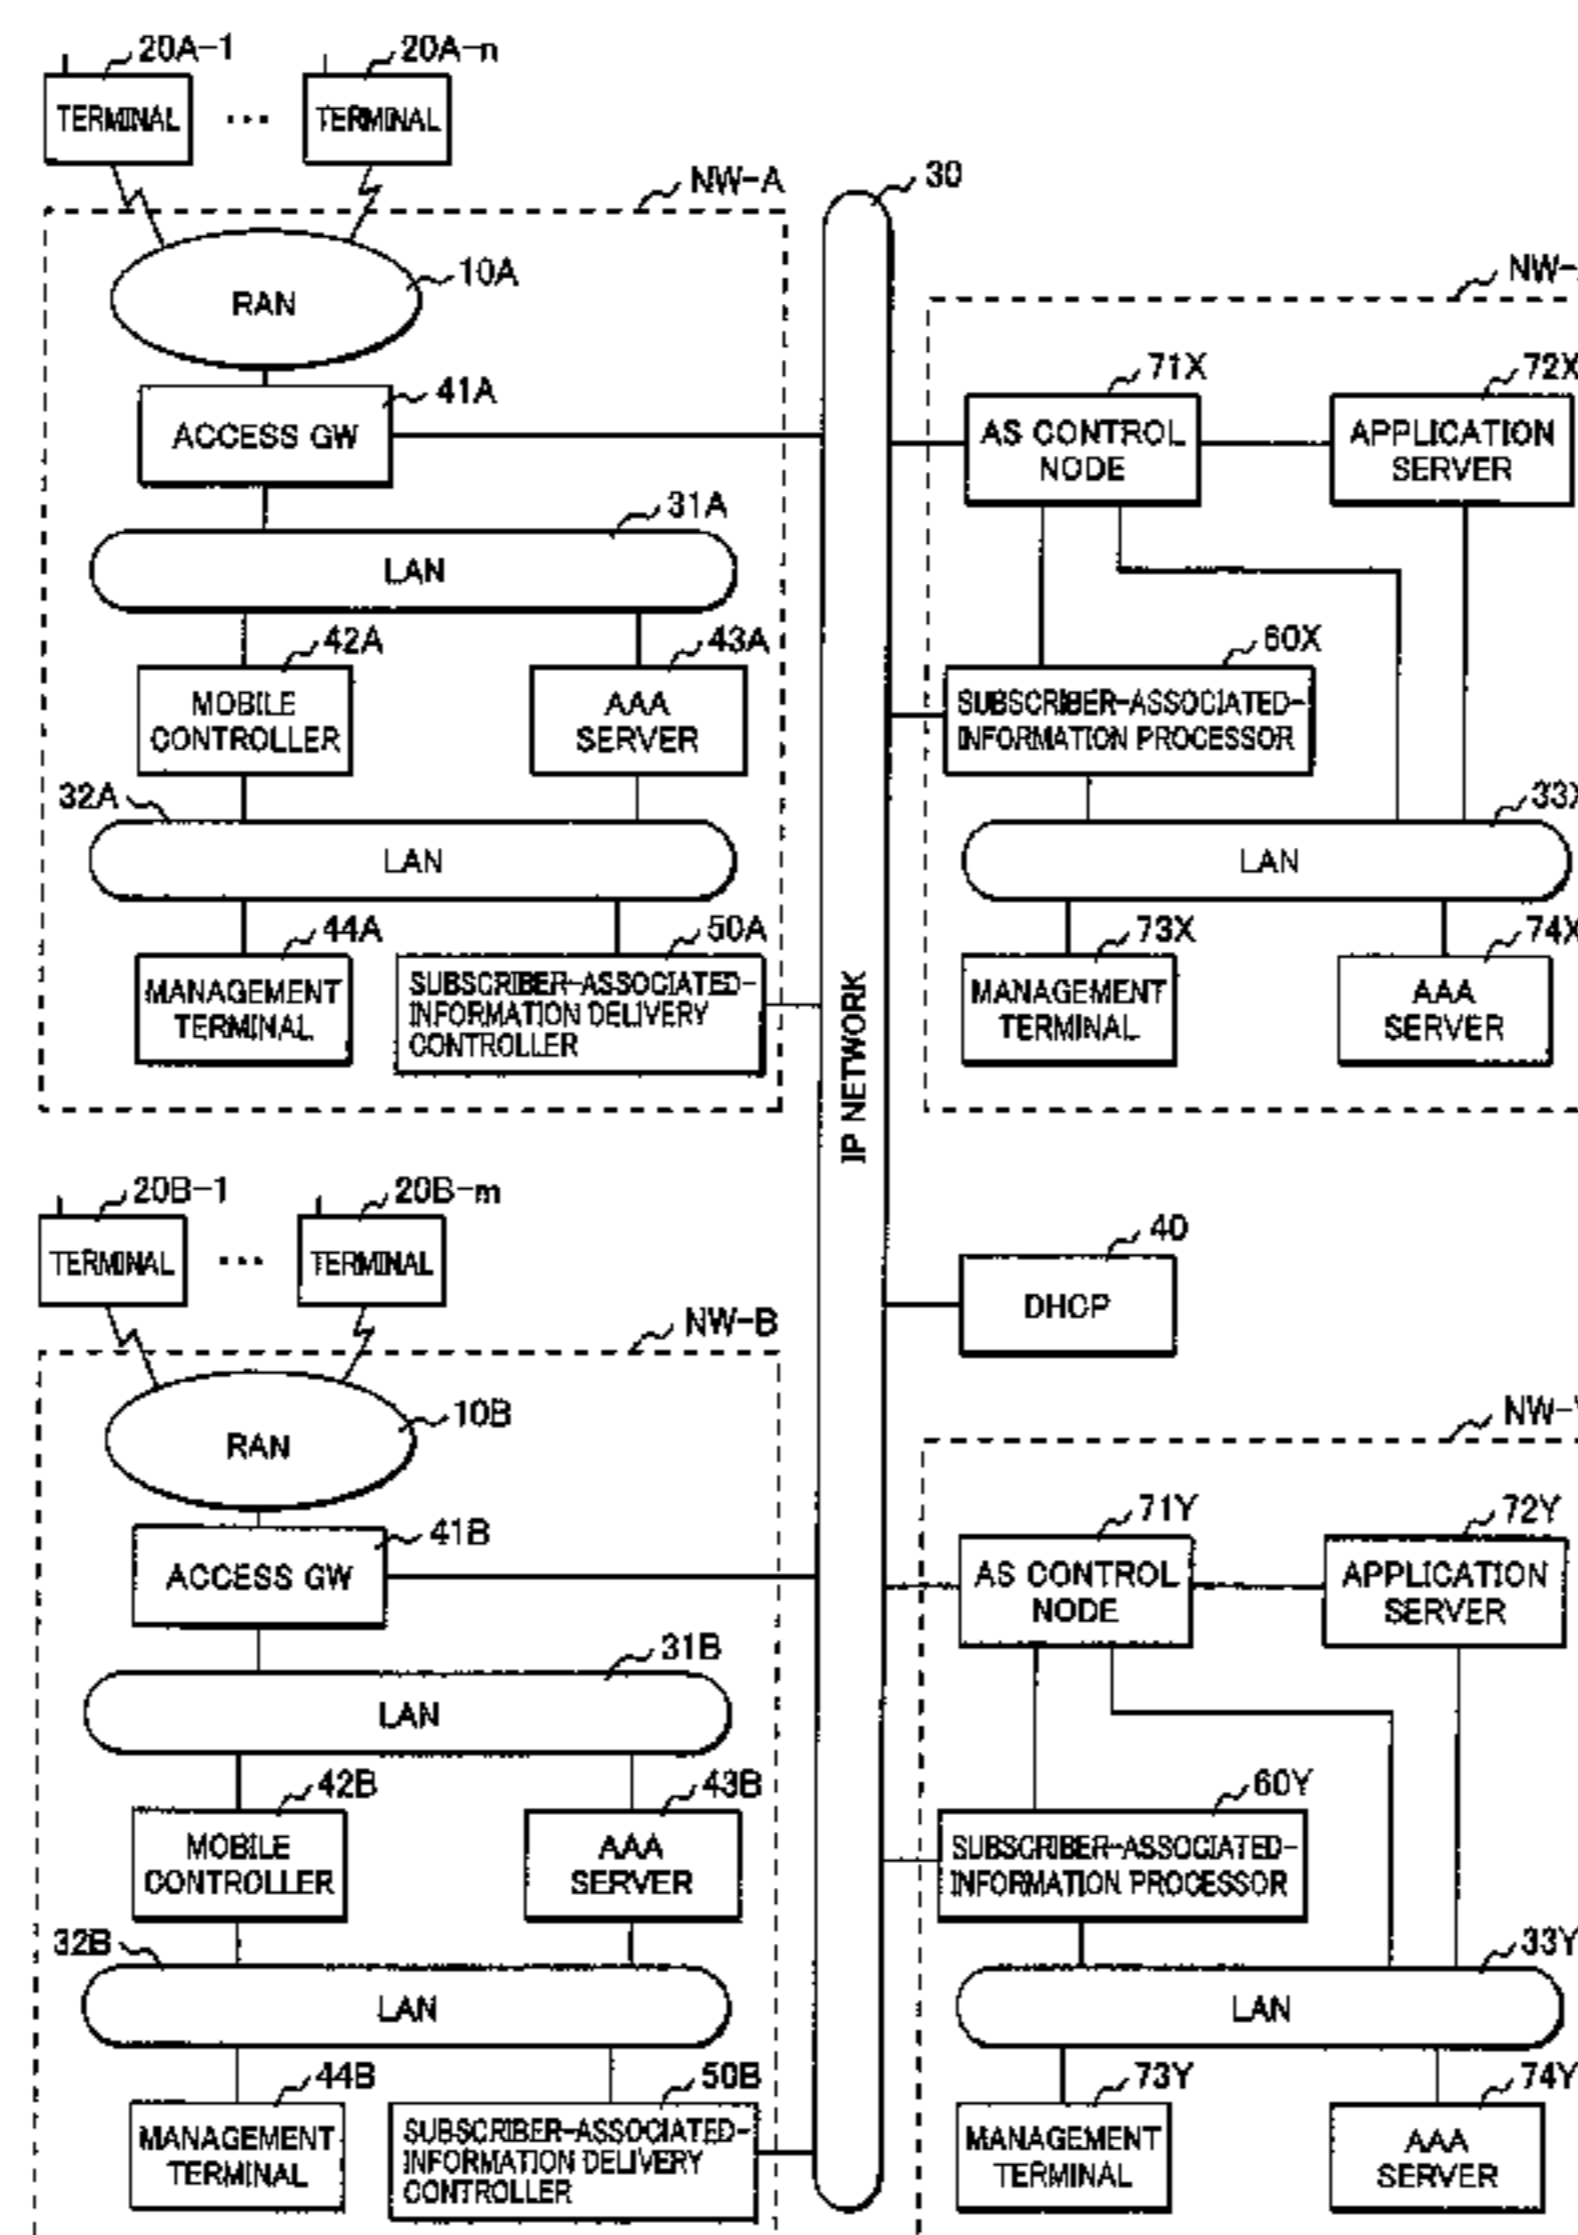 20A-1
20A-n
TERMINAL
...
TERMINAL
NW-A
30
RAN
10A
NW-
ACCESS GW
41A
71X
72X
AS CONTROL
NODE
APPLICATION
SERVER
31A
LAN
42A
43A
60X
MOBILE
CONTROLLER
AAA
SERVER
SUBSCRIBER-ASSOCIATED-
INFORMATION PROCESSOR
32A
33X
LAN
LAN
44A
50A
73X
74X
MANAGEMENT
TERMINAL
SUBSCRIBER-ASSOCIATED-
INFORMATION DELIVERY
CONTROLLER
MANAGEMENT
TERMINAL
AAA
SERVER
IP NETWORK
20B-1
20B-m
TERMINAL
...
TERMINAL
40
DHCP
NW-B
RAN
10B
NW-Y
ACCESS GW
41B
71Y
72Y
AS CONTROL
NODE
APPLICATION
SERVER
31B
LAN
42B
43B
60Y
MOBILE
CONTROLLER
AAA
SERVER
SUBSCRIBER-ASSOCIATED-
INFORMATION PROCESSOR
32B
33Y
LAN
LAN
44B
50B
73Y
74Y
MANAGEMENT
TERMINAL
SUBSCRIBER-ASSOCIATED-
INFORMATION DELIVERY
CONTROLLER
MANAGEMENT
TERMINAL
AAA
SERVER